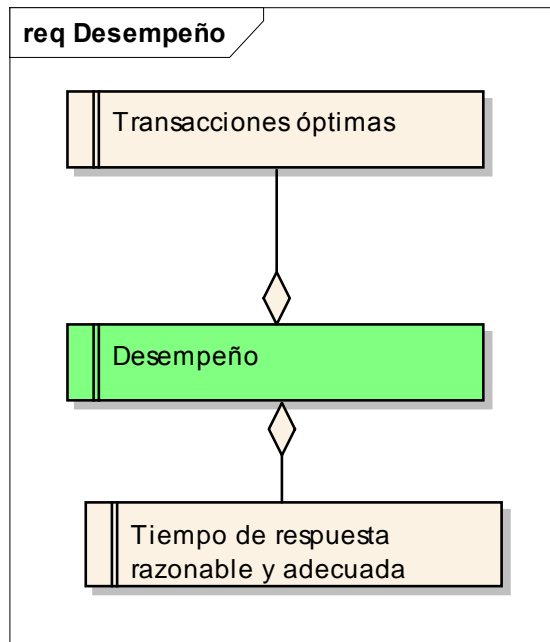 req Desempeño
Transacciones óptimas
Desempeño
Tiempo de respuesta
razonable y adecuada